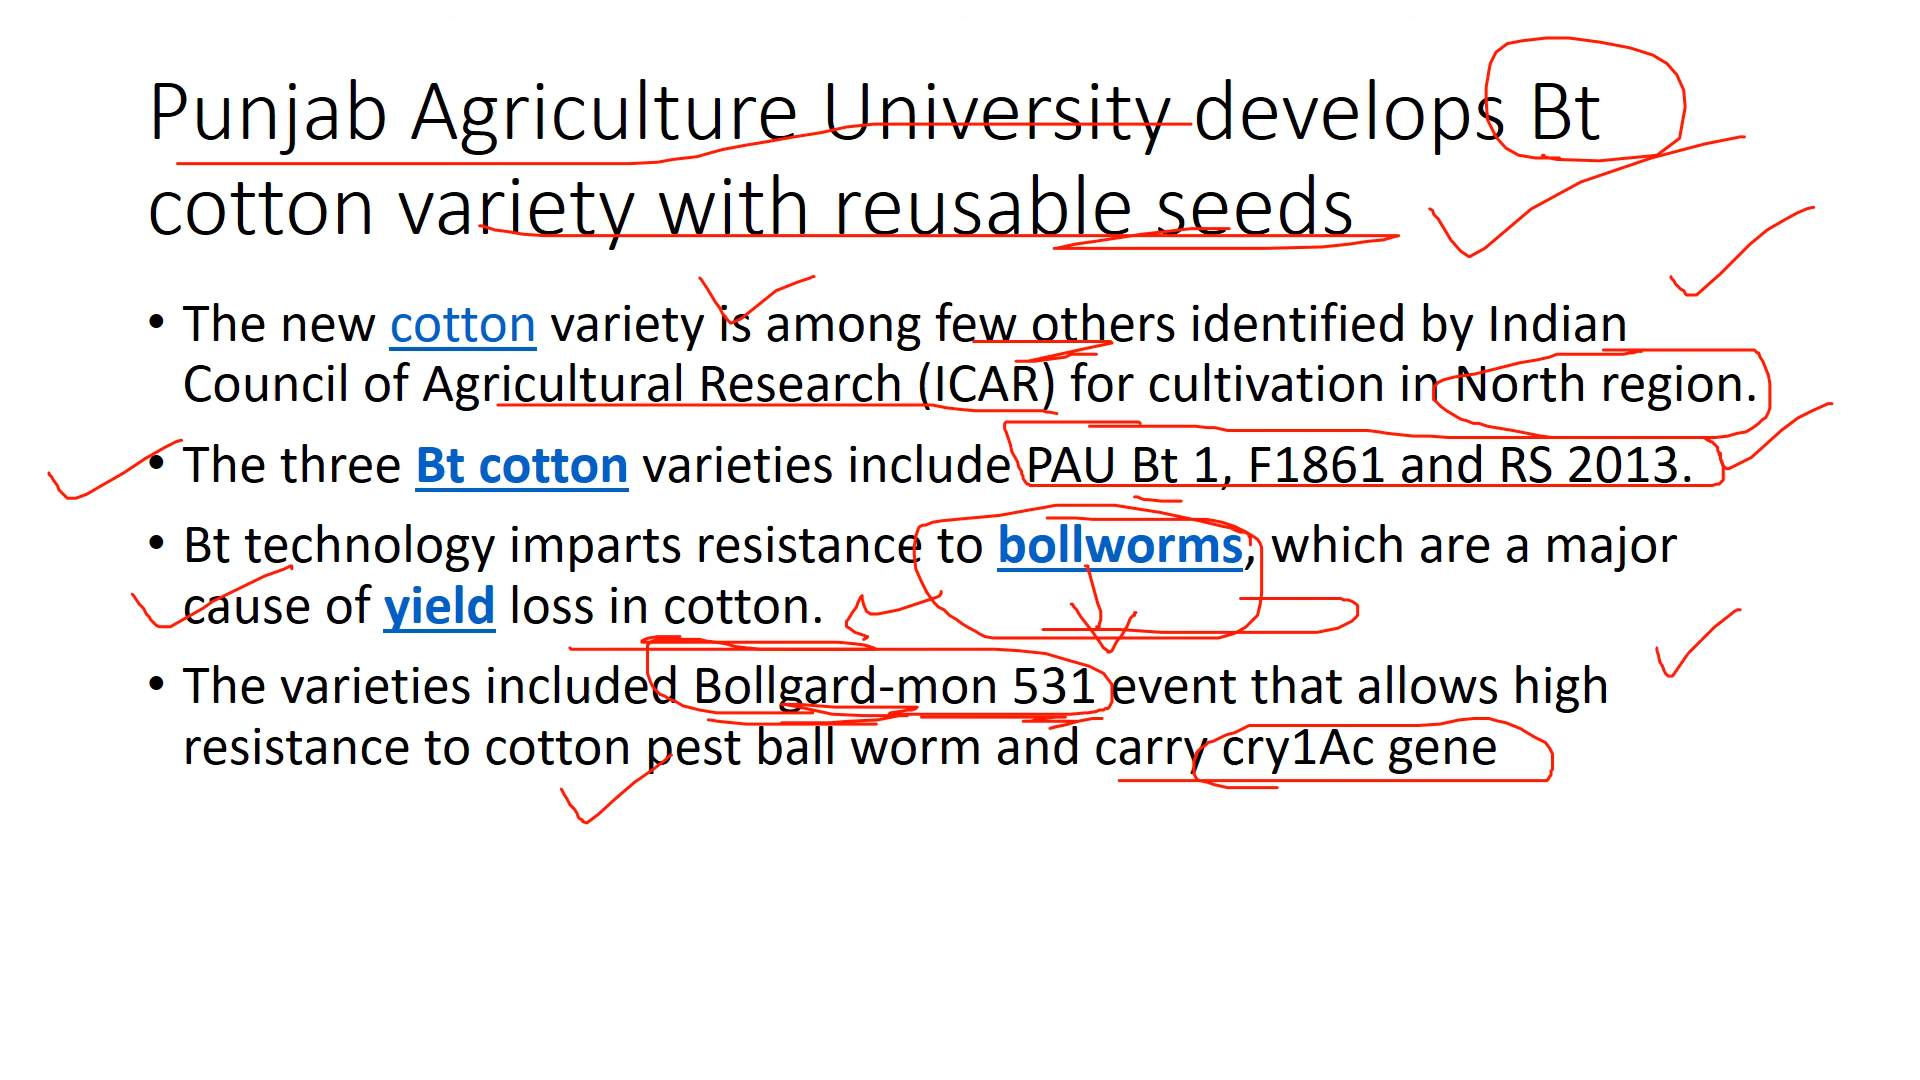 Punjab Agriculture University develops Bt
cotton variety with reusable seeds
• The new cotton variety is among few others identified by Indian
Council of Agricultural Research (ICAR) for cultivation in North region.
• The three Bt cotton varieties include PAU Bt 1, F1861 and RS 2013.
• Bt technology imparts resistance to bollworms, which are a major
cause of yield loss in cotton.
• The varieties included Bollgard-mon 531 event that allows high
resistance to cotton pest ball worm and carry cry1Ac gene